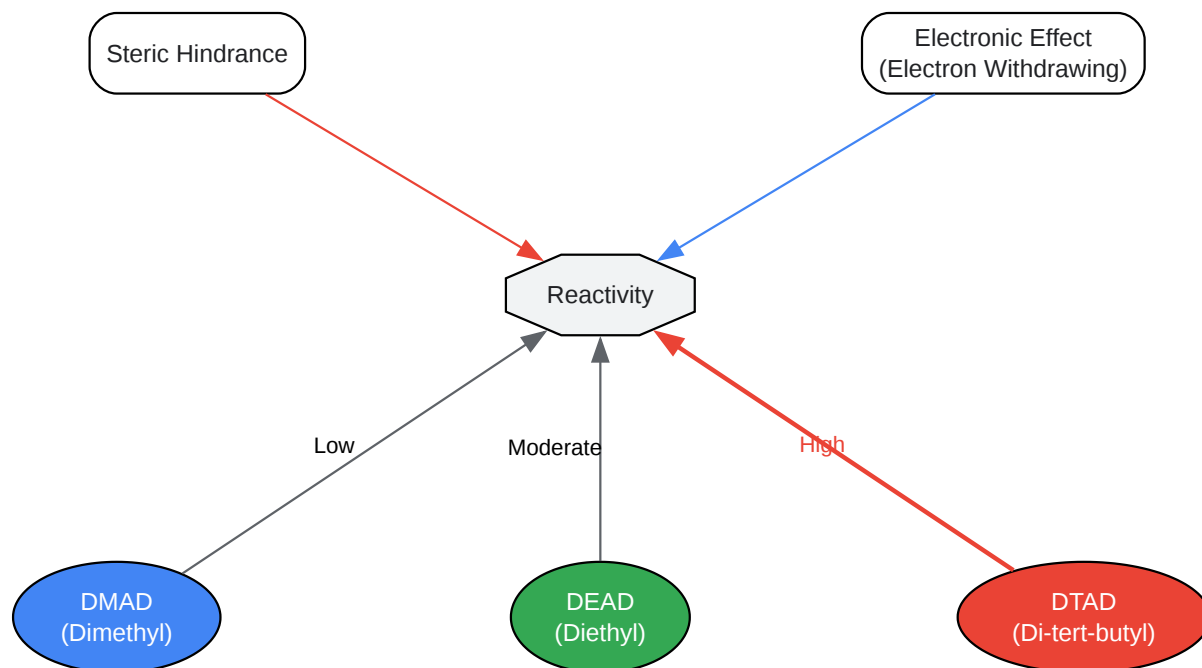 Steric Hindrance
Electronic Effect
(Electron Withdrawing)
Reactivity
Low
Moderate
High
DMAD
(Dimethyl)
DEAD
(Diethyl)
DTAD
(Di-tert-butyl)